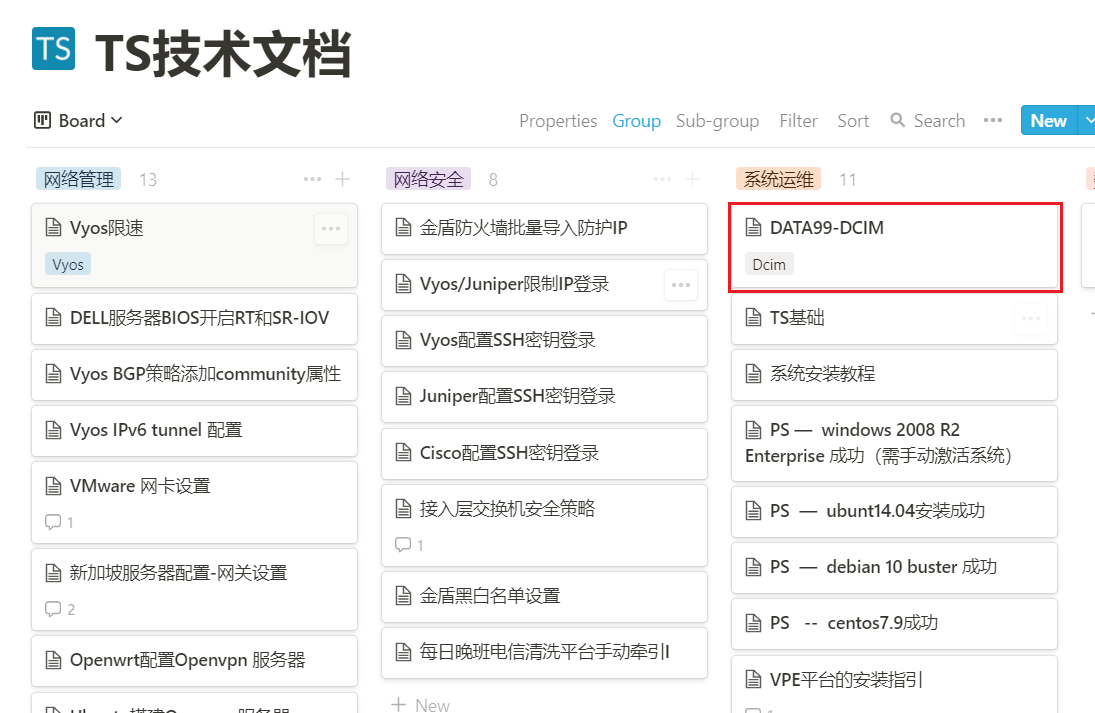 TS TS技术文档
Board
Properties Group Sub-group Filter Sort Search New
网络管理 13
Vyos限速
Vyos
DELL服务器BIOS开启RT和SR-IOV
Vyos BGP策略添加community属性
Vyos IPv6 tunnel 配置
VMware 网卡设置
1
新加坡服务器配置-网关设置
2
Openwrt配置Openvpn 服务器
网络安全 8
金盾防火墙批量导入防护IP
Vyos/Juniper限制IP登录
Vyos配置SSH密钥登录
Juniper配置SSH密钥登录
Cisco配置SSH密钥登录
接入层交换机安全策略
1
金盾黑白名单设置
每日晚班电信清洗平台手动牵引I
New
系统运维 11
DATA99-DCIM
Dcim
TS基础
系统安装教程
PS — windows 2008 R2
Enterprise 成功（需手动激活系统）
PS — ubunt14.04安装成功
PS — debian 10 buster 成功
PS -- centos7.9成功
VPE平台的安装指引